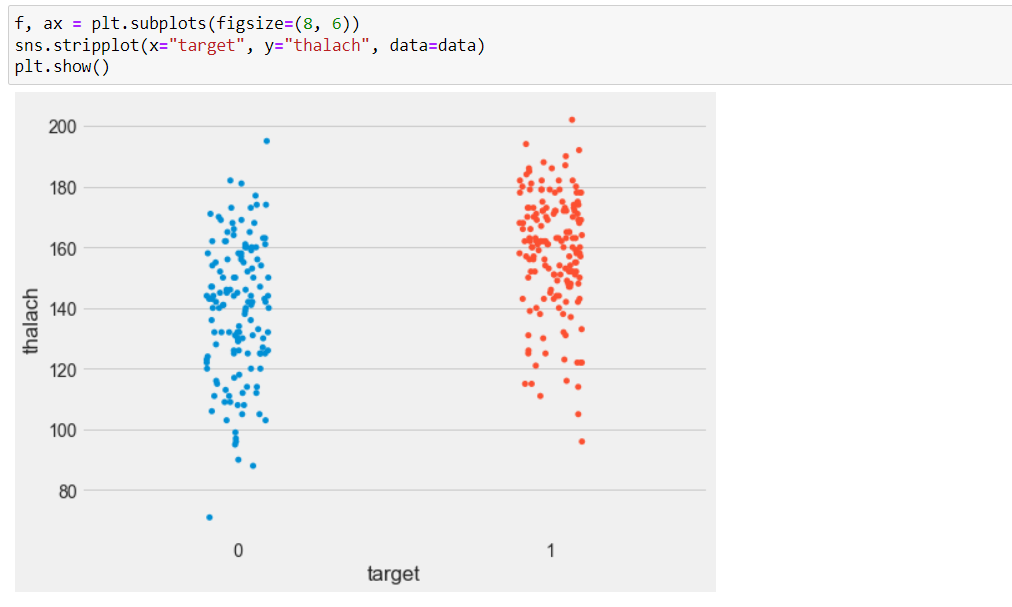 f, ax = plt.subplots(figsize=(8, 6))
sns.stripplot(x="target", y="thalach", data=data)
plt.show()
200
180
160
140
120
100
80
thalach
0 1
target